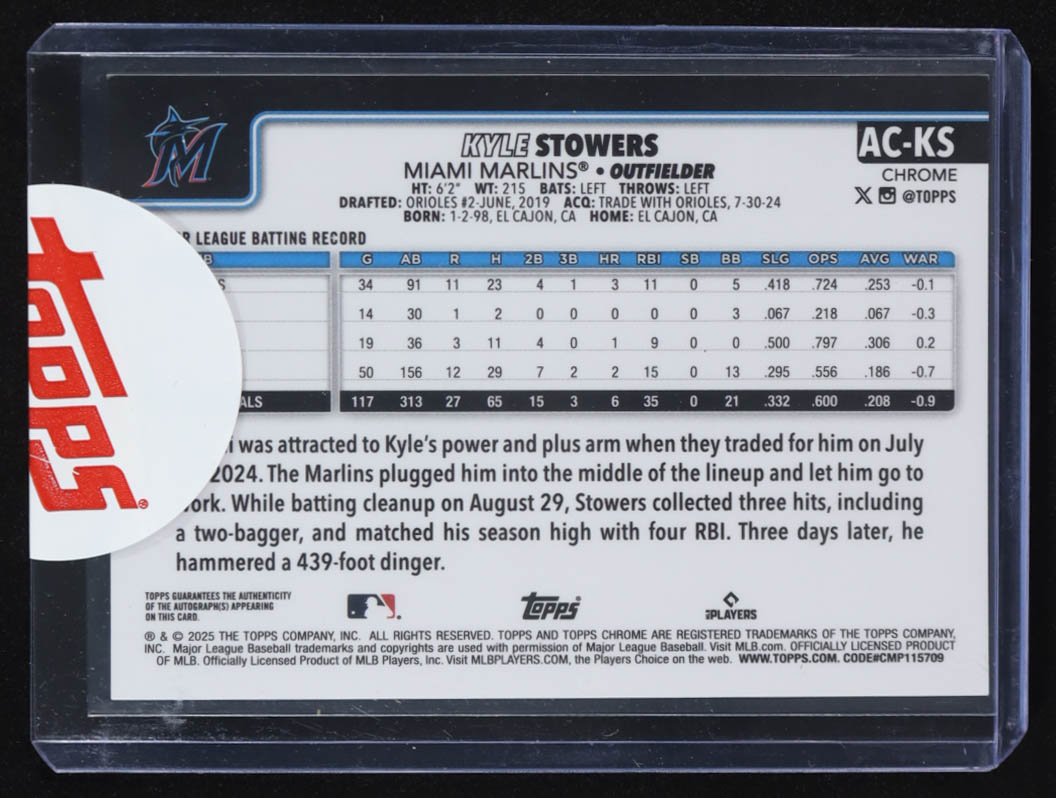 KYLE STOWERS
MIAMI MARLINS® • OUTFIELDER
HT: 6'2" WT: 215 BATS: LEFT THROWS: LEFT
DRAFTED: ORIOLES #2-JUNE, 2019 ACQ: TRADE WITH ORIOLES, 7-30-24
BORN: 1-2-98, EL CAJON, CA HOME: EL CAJON, CA
AC-KS
CHROME
X @TOPPS
M
R LEAGUE BATTING RECORD
B G AB R H 2B 3B HR RBI SB BB SLG OPS AVG WAR
S 34 91 11 23 4 1 3 11 0 5 .418 .724 .253 -0.1
14 30 1 2 0 0 0 0 0 3 .067 .218 .067 -0.3
19 36 3 11 4 0 1 9 0 0 .500 .797 .306 0.2
50 156 12 29 7 2 2 15 0 13 .295 .556 .186 -0.7
ALS 117 313 27 65 15 3 6 35 0 21 .332 .600 .208 -0.9
Topps®
i was attracted to Kyle's power and plus arm when they traded for him on July
2024. The Marlins plugged him into the middle of the lineup and let him go to
ork. While batting cleanup on August 29, Stowers collected three hits, including
a two-bagger, and matched his season high with four RBI. Three days later, he
hammered a 439-foot dinger.
TOPPS GUARANTEES THE AUTHENTICITY
OF THE AUTOGRAPH(S) APPEARING
ON THIS CARD.
Topps®
PLAYERS
® & © 2025 THE TOPPS COMPANY, INC. ALL RIGHTS RESERVED. TOPPS AND TOPPS CHROME ARE REGISTERED TRADEMARKS OF THE TOPPS COMPANY,
INC. Major League Baseball trademarks and copyrights are used with permission of Major League Baseball. Visit MLB.com. OFFICIALLY LICENSED PRODUCT
OF MLB. Officially Licensed Product of MLB Players, Inc. Visit MLBPLAYERS.COM, the Players Choice on the web. WWW.TOPPS.COM. CODE#CMP115709